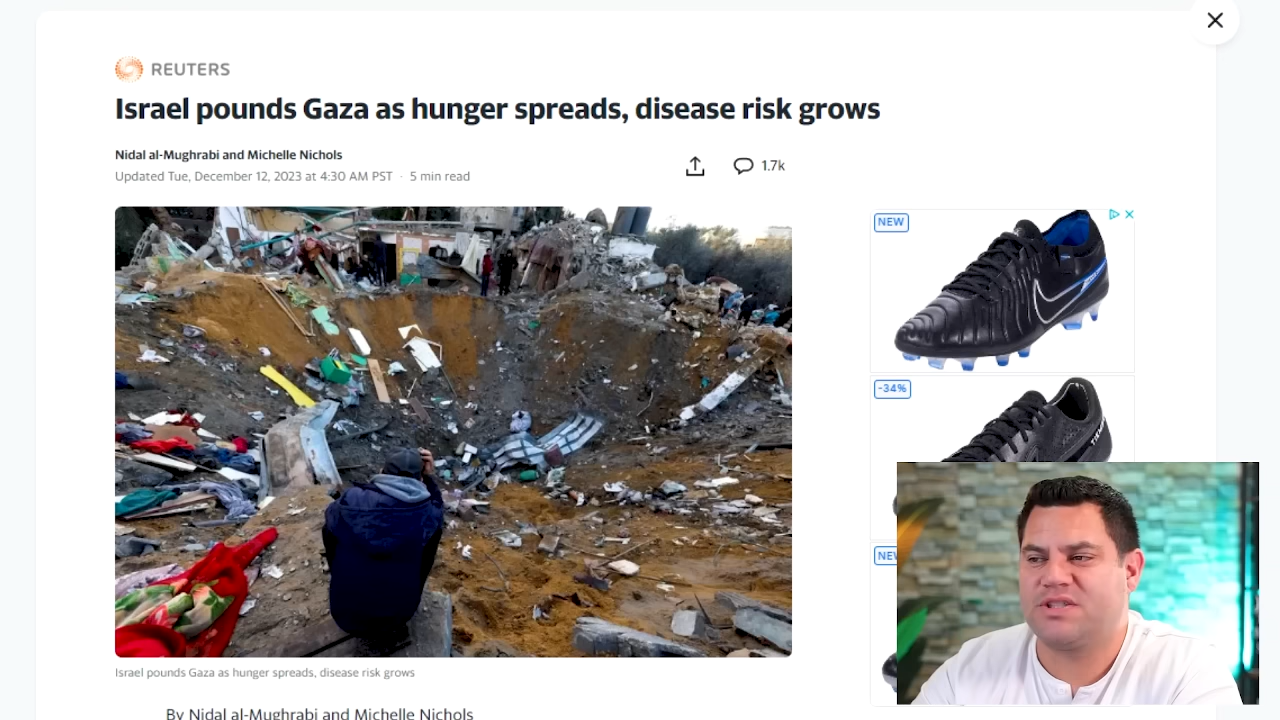 REUTERS
Israel pounds Gaza as hunger spreads, disease risk grows
Nidal al-Mughrabi and Michelle Nichols
Updated Tue, December 12, 2023 at 4:30 AM PST · 5 min read
1.7k
NEW
-34%
Israel pounds Gaza as hunger spreads, disease risk grows
By Nidal al-Mughrabi and Michelle Nichols